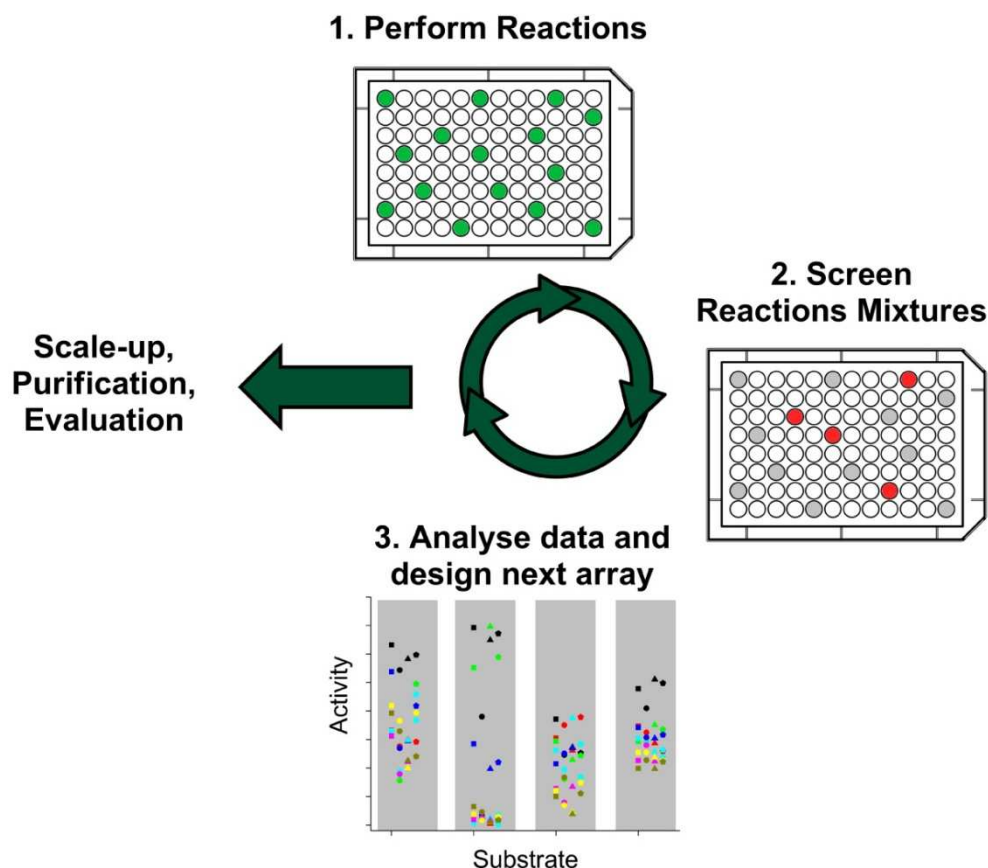 1. Perform Reactions
2. Screen
Reactions Mixtures
Scale-up,
Purification,
Evaluation
3. Analyse data and
design next array
Activity
Substrate